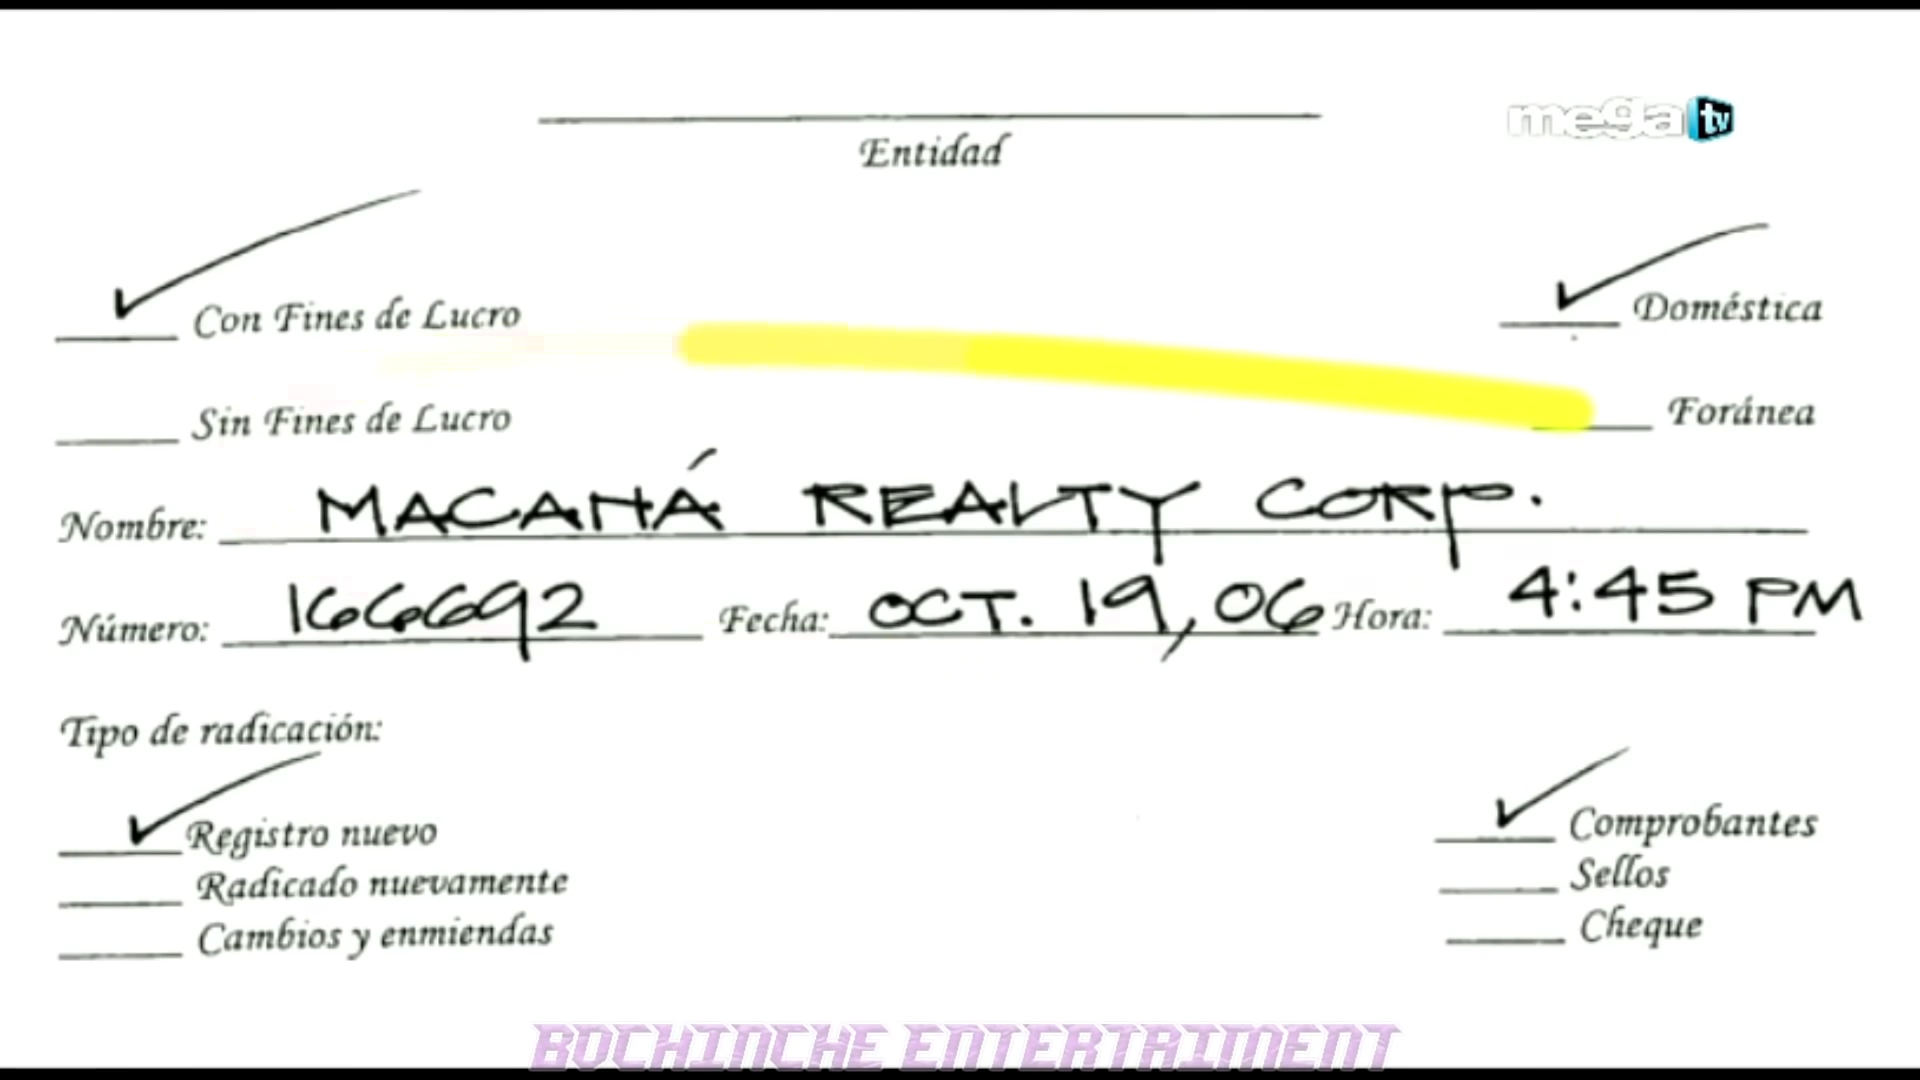 mega tv
Entidad
Con Fines de Lucro
Doméstica
Sin Fines de Lucro
Foránea
Nombre: MACANÁ REALTY CORP.
Número: 166692 Fecha: OCT. 19, 06 Hora: 4:45 PM
Tipo de radicación:
Registro nuevo
Comprobantes
Radicado nuevamente
Sellos
Cambios y enmiendas
Cheque
BOCHINCHE ENTERTRIMENT